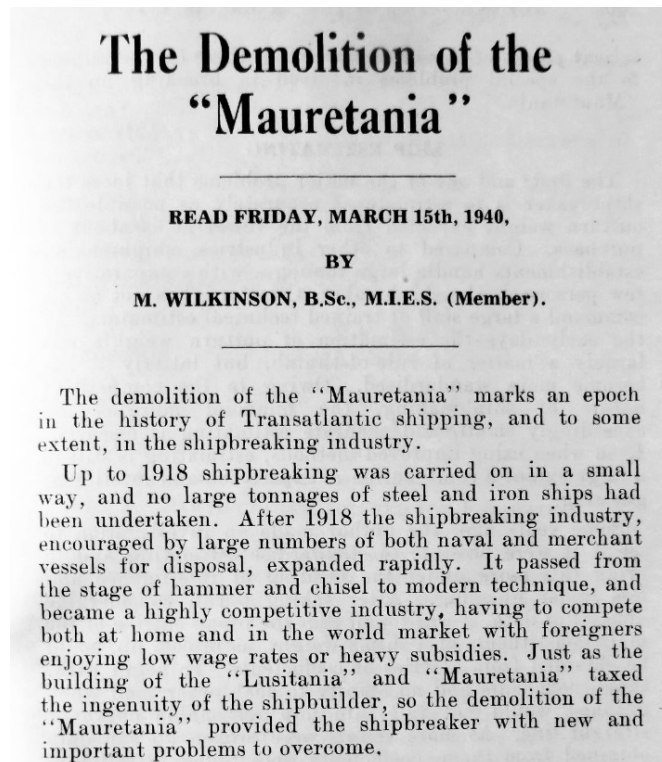 The Demolition of the
“Mauretania”
READ FRIDAY, MARCH 15th, 1940,
BY
M. WILKINSON, B.Sc., M.I.E.S. (Member).
The demolition of the “Mauretania” marks an epoch
in the history of Transatlantic shipping, and to some
extent, in the shipbreaking industry.
Up to 1918 shipbreaking was carried on in a small
way, and no large tonnages of steel and iron ships had
been undertaken. After 1918 the shipbreaking industry,
encouraged by large numbers of both naval and merchant
vessels for disposal, expanded rapidly. It passed from
the stage of hammer and chisel to modern technique, and
became a highly competitive industry, having to compete
both at home and in the world market with foreigners
enjoying low wage rates or heavy subsidies. Just as the
building of the “Lusitania” and “Mauretania” taxed
the ingenuity of the shipbuilder, so the demolition of the
“Mauretania” provided the shipbreaker with new and
important problems to overcome.